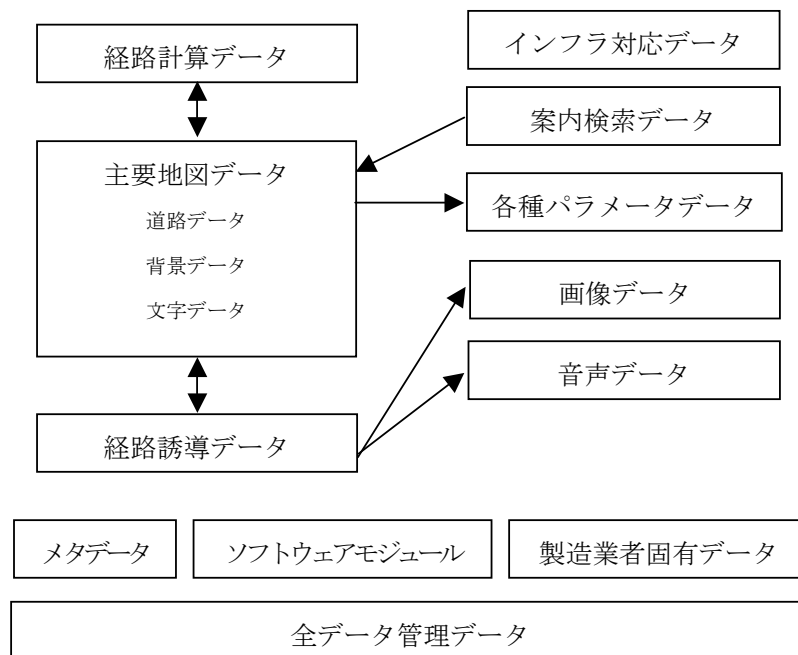 経路計算データ
インフラ対応データ
案内検索データ
主要地図データ
道路データ
背景データ
文字データ
各種パラメータデータ
画像データ
音声データ
経路誘導データ
メタデータ
ソフトウェアモジュール
製造業者固有データ
全データ管理データ